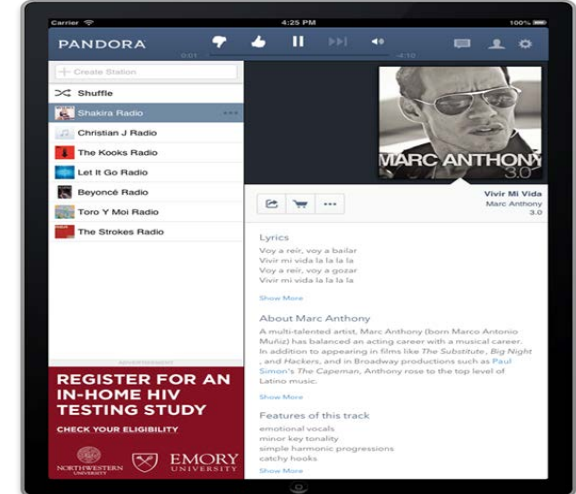 Carrier 4:25 PM 100%
PANDORA
0:01 -4:10
Create Station
Shuffle
Shakira Radio
Christian J Radio
The Kooks Radio
Let It Go Radio
Beyoncé Radio
Toro Y Moi Radio
The Strokes Radio
ADVERTISEMENT
REGISTER FOR AN
IN-HOME HIV
TESTING STUDY
CHECK YOUR ELIGIBILITY
NORTHWESTERN
UNIVERSITY
EMORY
UNIVERSITY
MARC ANTHONY
3.0
Vivir Mi Vida
Marc Anthony
3.0
Lyrics
Voy a reír, voy a bailar
Vivir mi vida la la la la
Voy a reír, voy a gozar
Vivir mi vida la la la la
Show More
About Marc Anthony
A multi-talented artist, Marc Anthony (born Marco Antonio
Muñiz) has balanced an acting career with a musical career.
In addition to appearing in films like The Substitute, Big Night
, and Hackers, and in Broadway productions such as Paul
Simon's The Capeman, Anthony rose to the top level of
Latino music.
Show More
Features of this track
emotional vocals
minor key tonality
simple harmonic progressions
catchy hooks
Show More